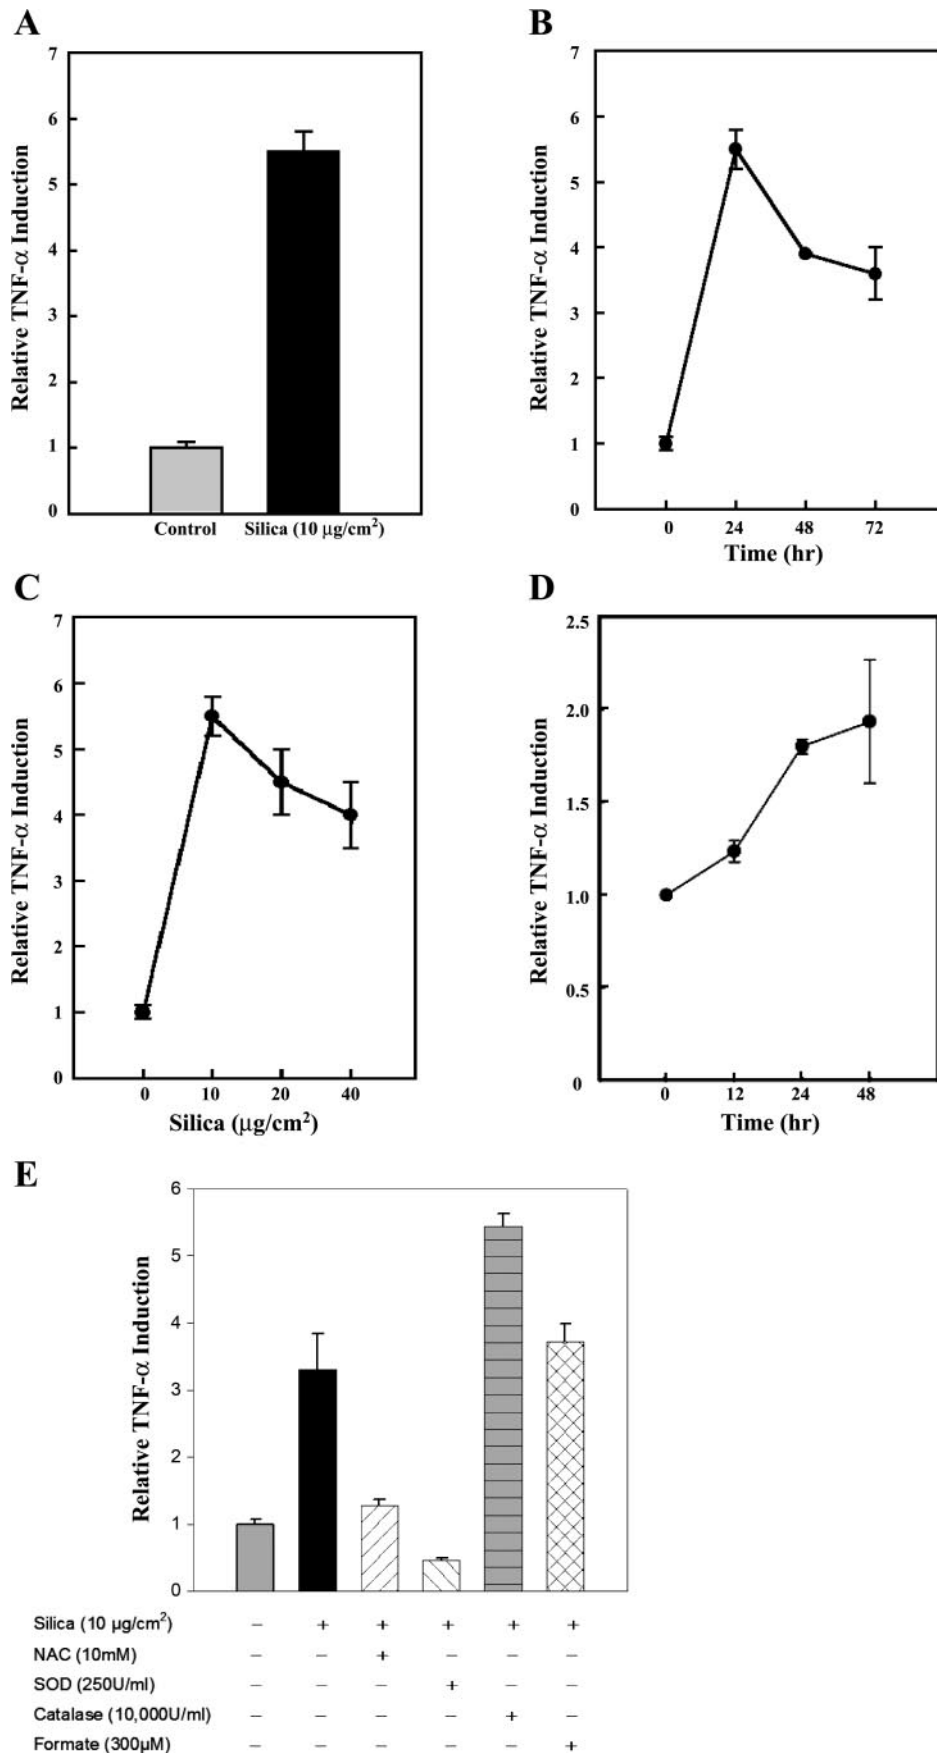 A
Relative TNF-α Induction
7
6
5
4
3
2
1
0
Control Silica (10 μg/cm²)
B
Relative TNF-α Induction
7
6
5
4
3
2
1
0
0 24 48 72
Time (hr)
C
Relative TNF-α Induction
7
6
5
4
3
2
1
0
0 10 20 40
Silica (μg/cm²)
D
Relative TNF-α Induction
2.5
2.0
1.5
1.0
0.5
0
0 12 24 48
Time (hr)
E
Relative TNF-α Induction
6
5
4
3
2
1
0
Silica (10 μg/cm²) – + + + + +
NAC (10mM) – – + – – –
SOD (250U/ml) – – – + – –
Catalase (10,000U/ml) – – – – + –
Formate (300μM) – – – – – +